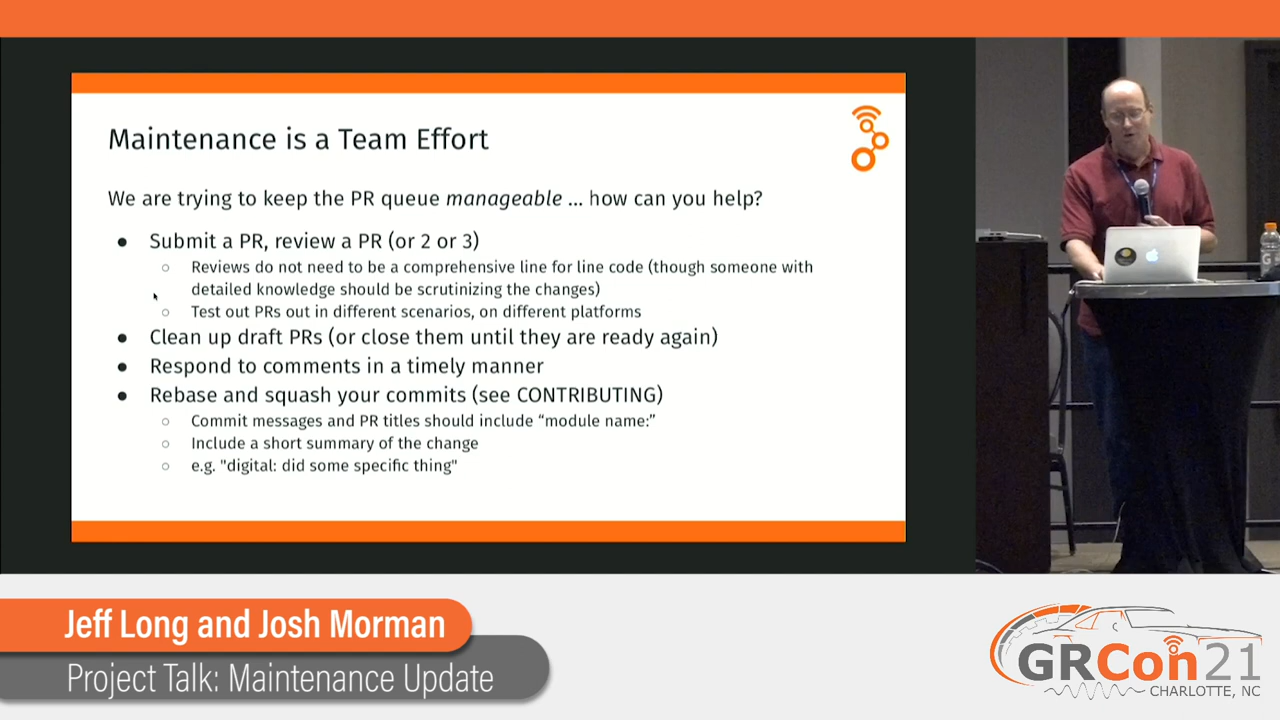 Maintenance is a Team Effort
We are trying to keep the PR queue manageable ... how can you help?
● Submit a PR, review a PR (or 2 or 3)
○ Reviews do not need to be a comprehensive line for line code (though someone with
detailed knowledge should be scrutinizing the changes)
○ Test out PRs out in different scenarios, on different platforms
● Clean up draft PRs (or close them until they are ready again)
● Respond to comments in a timely manner
● Rebase and squash your commits (see CONTRIBUTING)
○ Commit messages and PR titles should include “module name:”
○ Include a short summary of the change
○ e.g. "digital: did some specific thing"
Jeff Long and Josh Morman
Project Talk: Maintenance Update
GRCon21
CHARLOTTE, NC